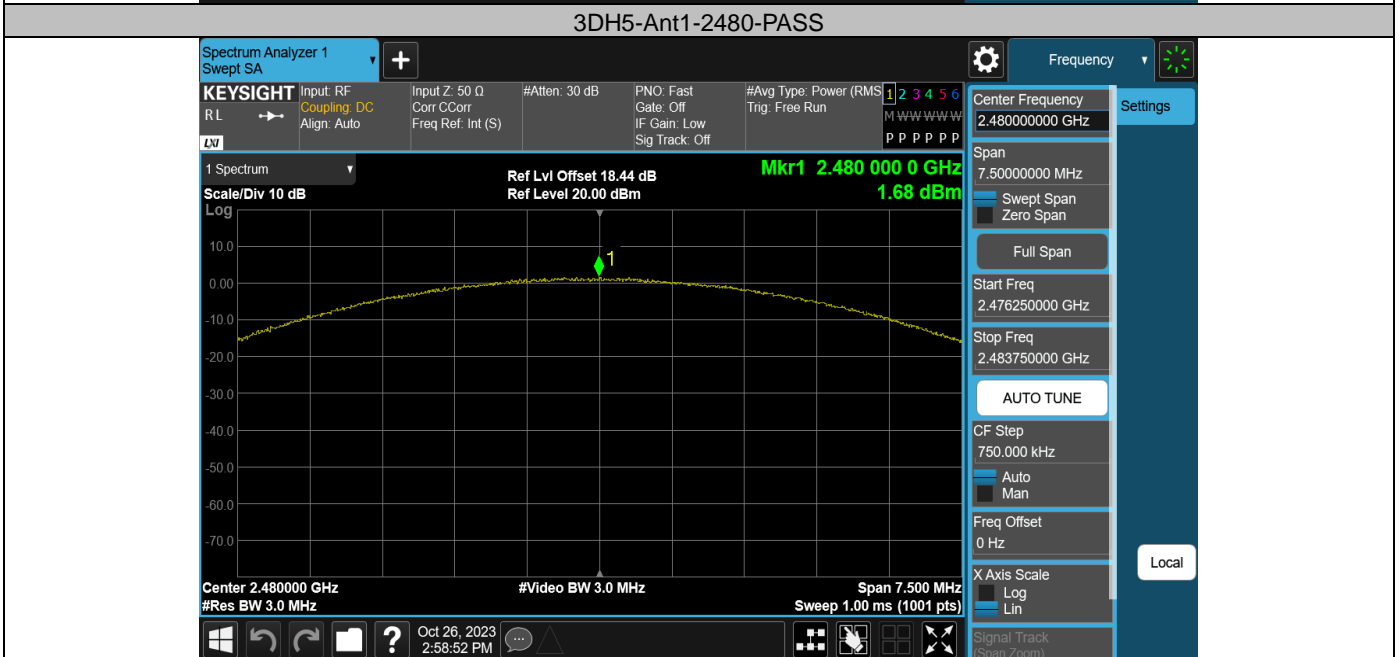 3DH5-Ant1-2480-PASS
Spectrum Analyzer 1
Swept SA
Frequency
KEYSIGHT
RL
LXI
Input: RF
Coupling: DC
Align: Auto
Input Z: 50 Ω
Corr CCorr
Freq Ref: Int (S)
#Atten: 30 dB
PNO: Fast
Gate: Off
IF Gain: Low
Sig Track: Off
#Avg Type: Power (RMS
Trig: Free Run
1 2 3 4 5 6
M W W W W W
P P P P P P
1 Spectrum
Scale/Div 10 dB
Ref Lvl Offset 18.44 dB
Ref Level 20.00 dBm
Mkr1 2.480 000 0 GHz
1.68 dBm
Log
10.0
0.00
-10.0
-20.0
-30.0
-40.0
-50.0
-60.0
-70.0
1
Center 2.480000 GHz
#Video BW 3.0 MHz
Span 7.500 MHz
#Res BW 3.0 MHz
Sweep 1.00 ms (1001 pts)
Center Frequency
2.480000000 GHz
Settings
Span
7.50000000 MHz
Swept Span
Zero Span
Full Span
Start Freq
2.476250000 GHz
Stop Freq
2.483750000 GHz
AUTO TUNE
CF Step
750.000 kHz
Auto
Man
Freq Offset
0 Hz
X Axis Scale
Log
Lin
Local
Signal Track
(Span Zoom)
?
Oct 26, 2023
2:58:52 PM